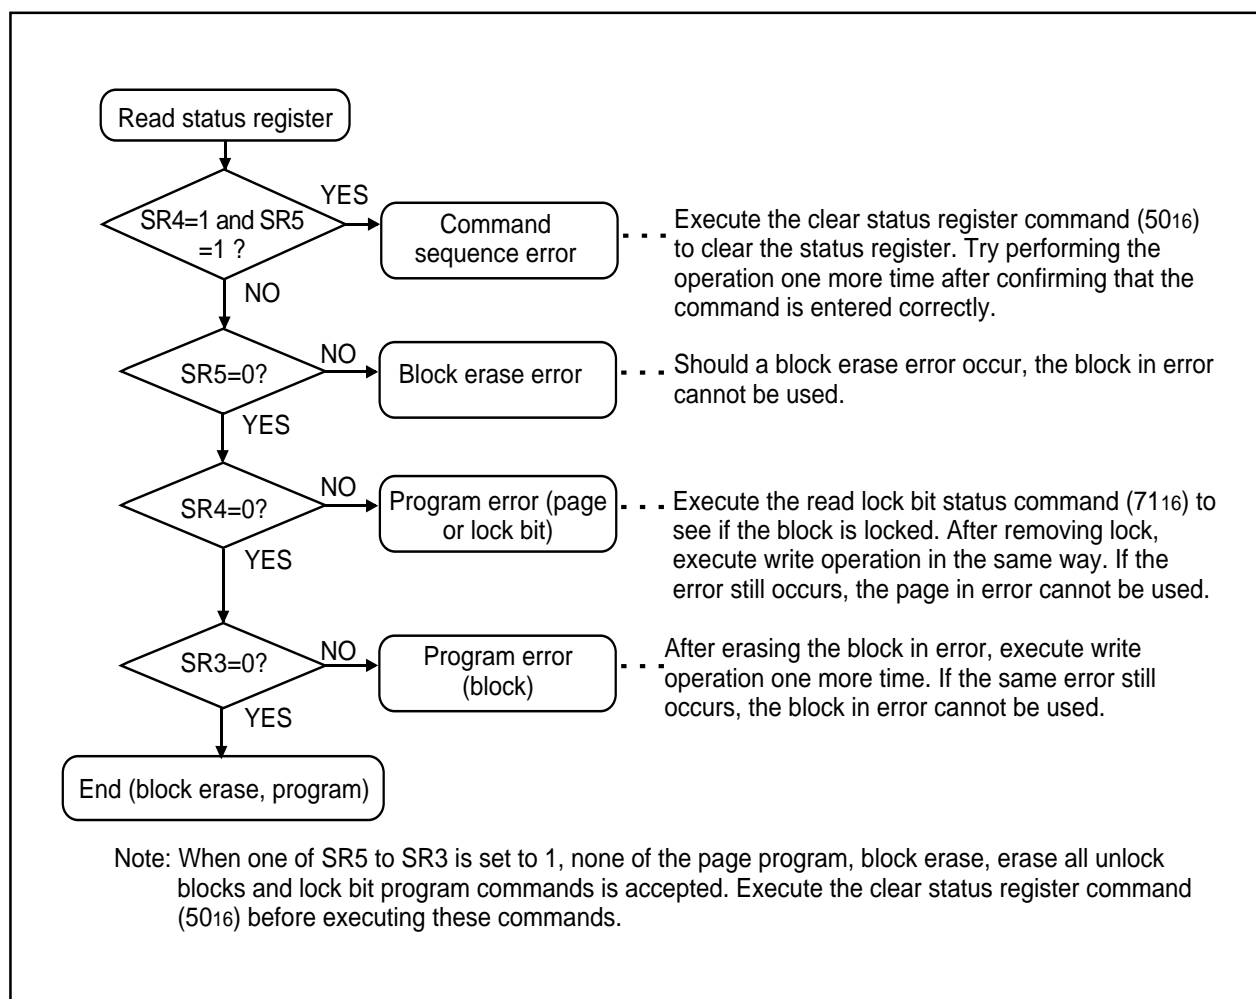 Read status register
SR4=1 and SR5
=1 ?
YES
Command
sequence error
Execute the clear status register command (5016)
to clear the status register. Try performing the
operation one more time after confirming that the
command is entered correctly.
NO
SR5=0?
NO
Block erase error
Should a block erase error occur, the block in error
cannot be used.
YES
SR4=0?
NO
Program error (page
or lock bit)
Execute the read lock bit status command (7116) to
see if the block is locked. After removing lock,
execute write operation in the same way. If the
error still occurs, the page in error cannot be used.
YES
SR3=0?
NO
Program error
(block)
After erasing the block in error, execute write
operation one more time. If the same error still
occurs, the block in error cannot be used.
YES
End (block erase, program)
Note: When one of SR5 to SR3 is set to 1, none of the page program, block erase, erase all unlock
blocks and lock bit program commands is accepted. Execute the clear status register command
(5016) before executing these commands.